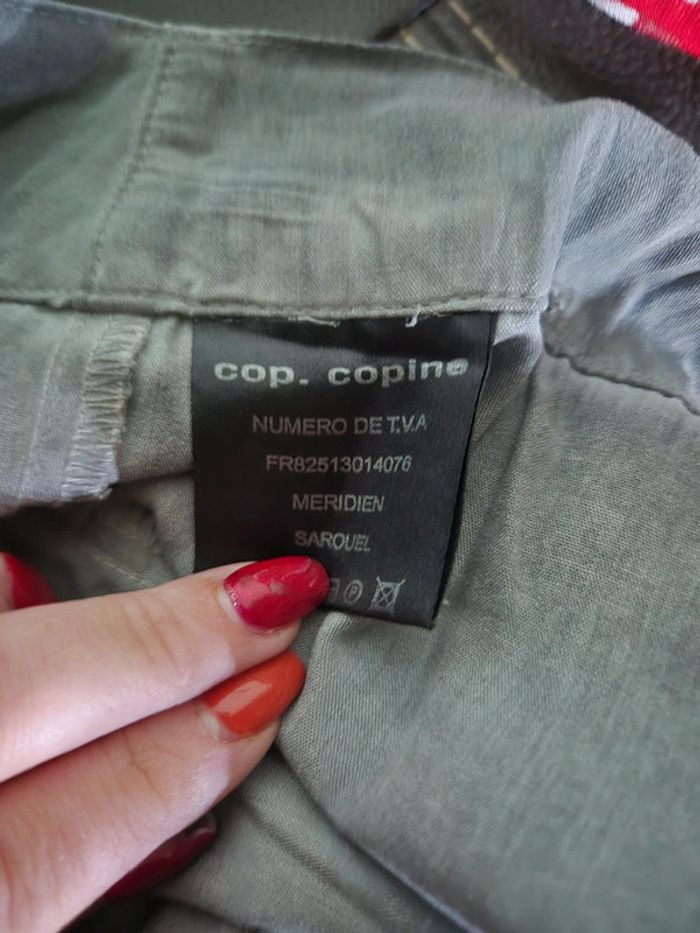 cop. copine
NUMERO DE T.V.A
FR82513014076
MERIDIEN
SAROUEL
P